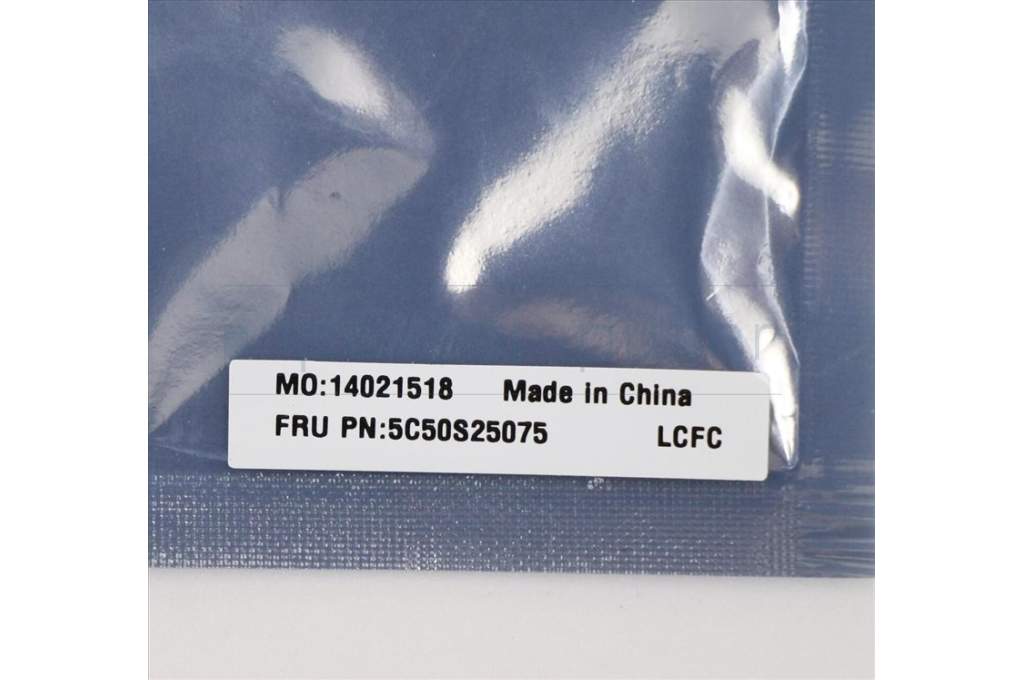 MO:14021518 Made in China
FRU PN:5C50S25075 LCFC